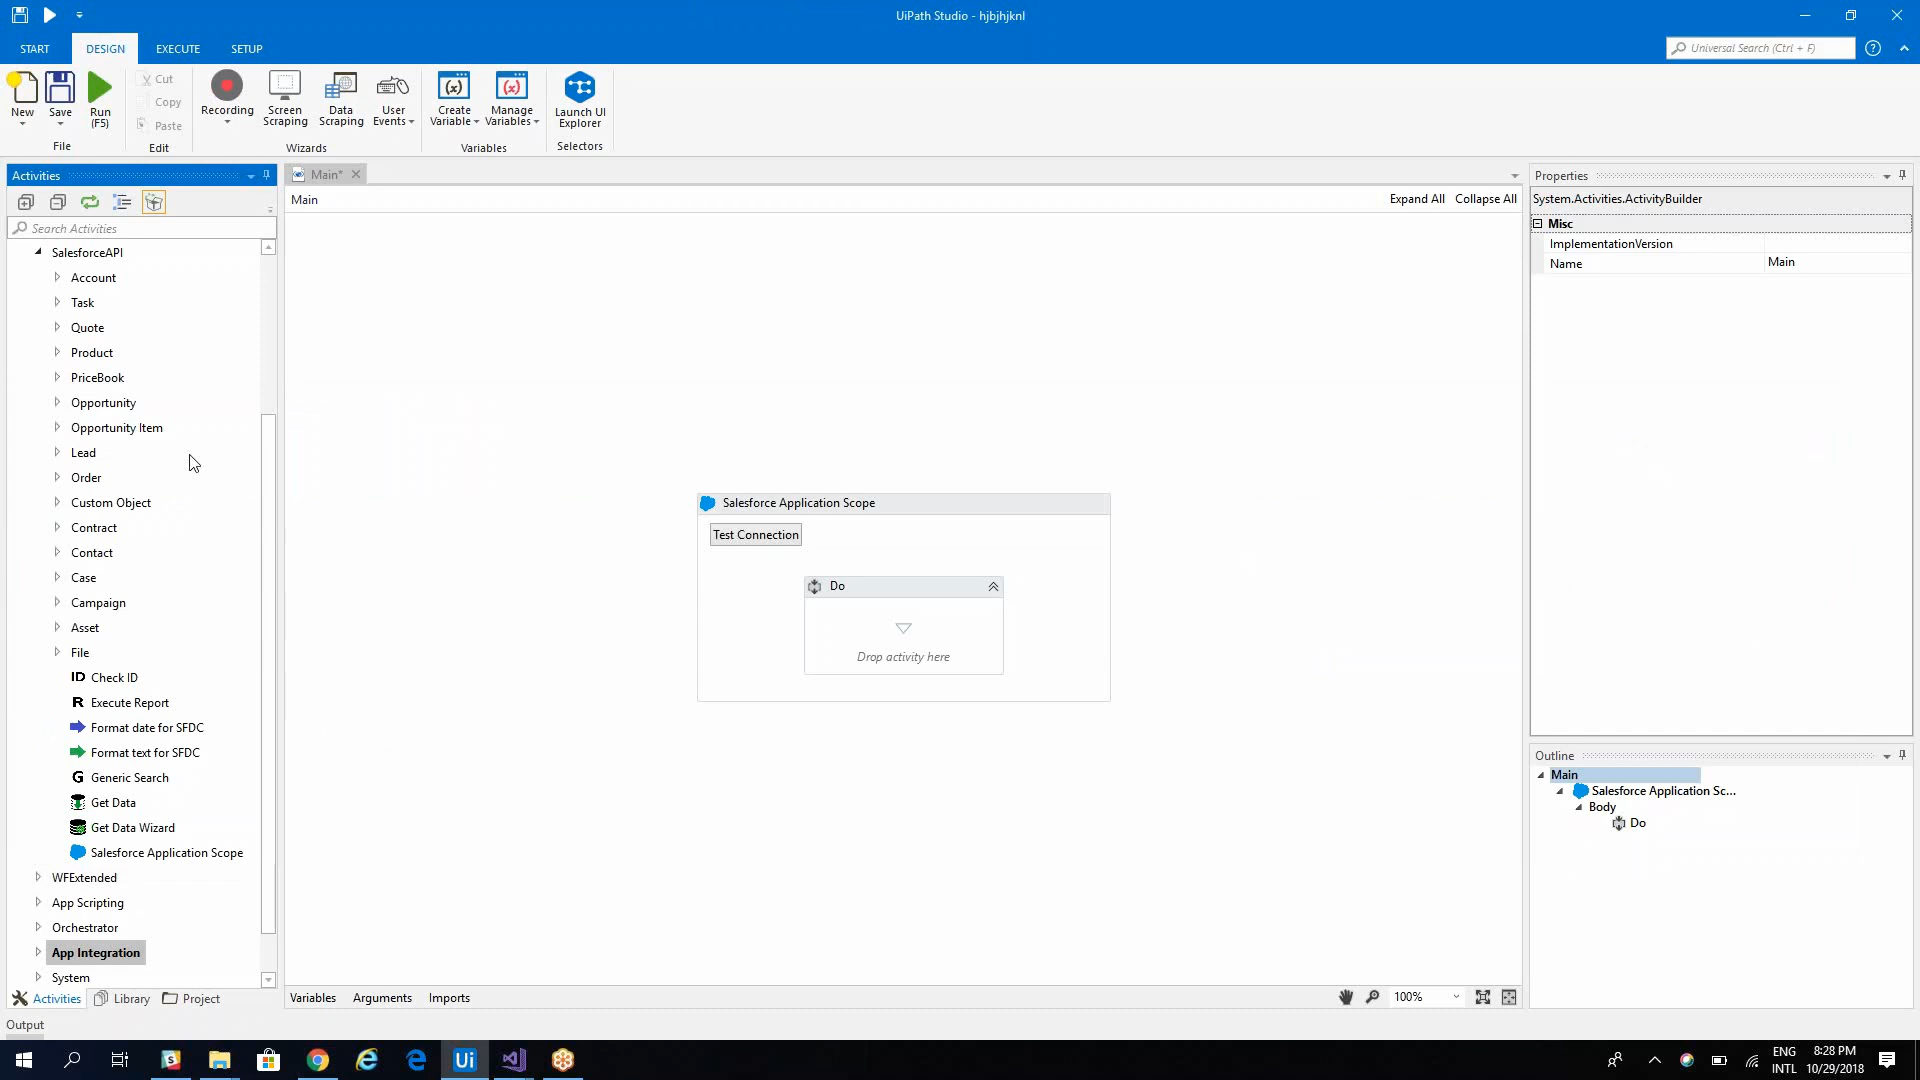 UiPath Studio - hjbjhjknl
START
DESIGN
EXECUTE
SETUP
Universal Search (Ctrl + F)
New
Save
Run
(F5)
File
Cut
Copy
Paste
Edit
Recording
Screen
Scraping
Data
Scraping
User
Events
Wizards
Create
Variable
Manage
Variables
Variables
Launch UI
Explorer
Selectors
Activities
Search Activities
SalesforceAPI
Account
Task
Quote
Product
PriceBook
Opportunity
Opportunity Item
Lead
Order
Custom Object
Contract
Contact
Case
Campaign
Asset
File
ID Check ID
R Execute Report
Format date for SFDC
Format text for SFDC
G Generic Search
Get Data
Get Data Wizard
Salesforce Application Scope
WFExtended
App Scripting
Orchestrator
App Integration
System
Activities
Library
Project
Output
Main*
Main
Expand All
Collapse All
Salesforce Application Scope
Test Connection
Do
Drop activity here
Variables
Arguments
Imports
100%
Properties
System.Activities.ActivityBuilder
Misc
ImplementationVersion
Name
Main
Outline
Main
Salesforce Application Sc...
Body
Do
Ui
ENG
INTL
8:28 PM
10/29/2018